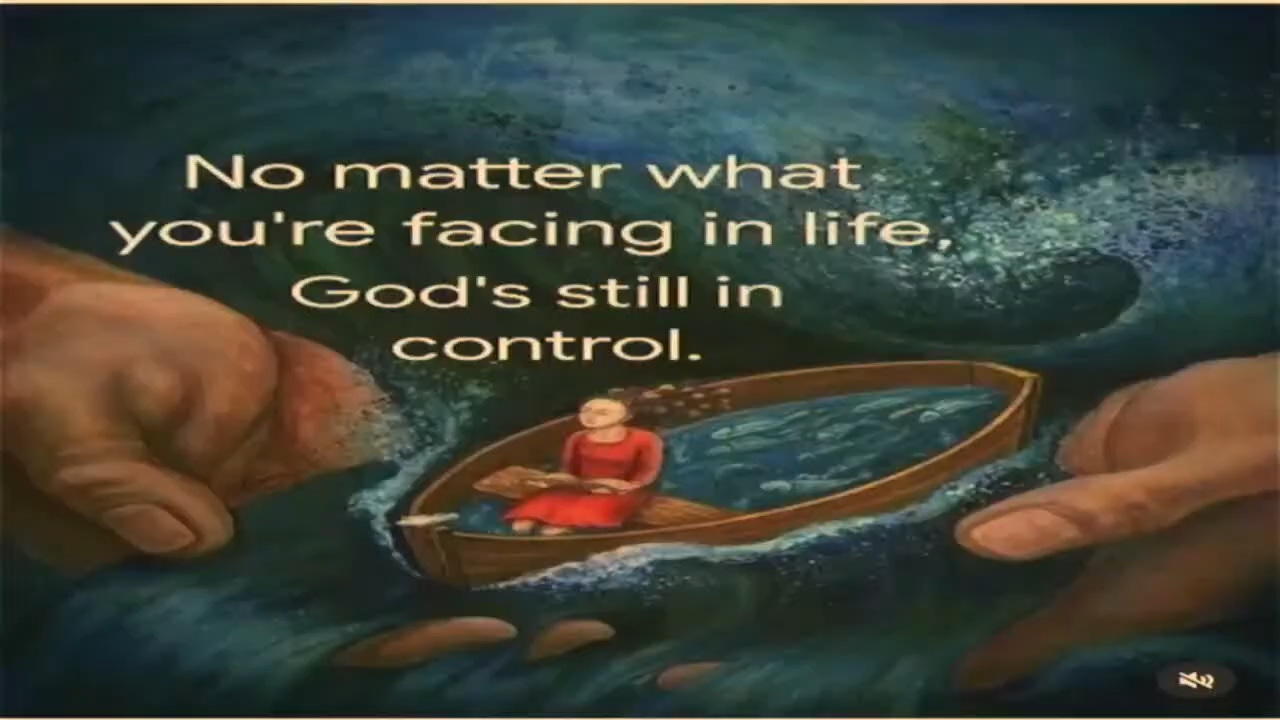 No matter what
you're facing in life,
God's still in
control.